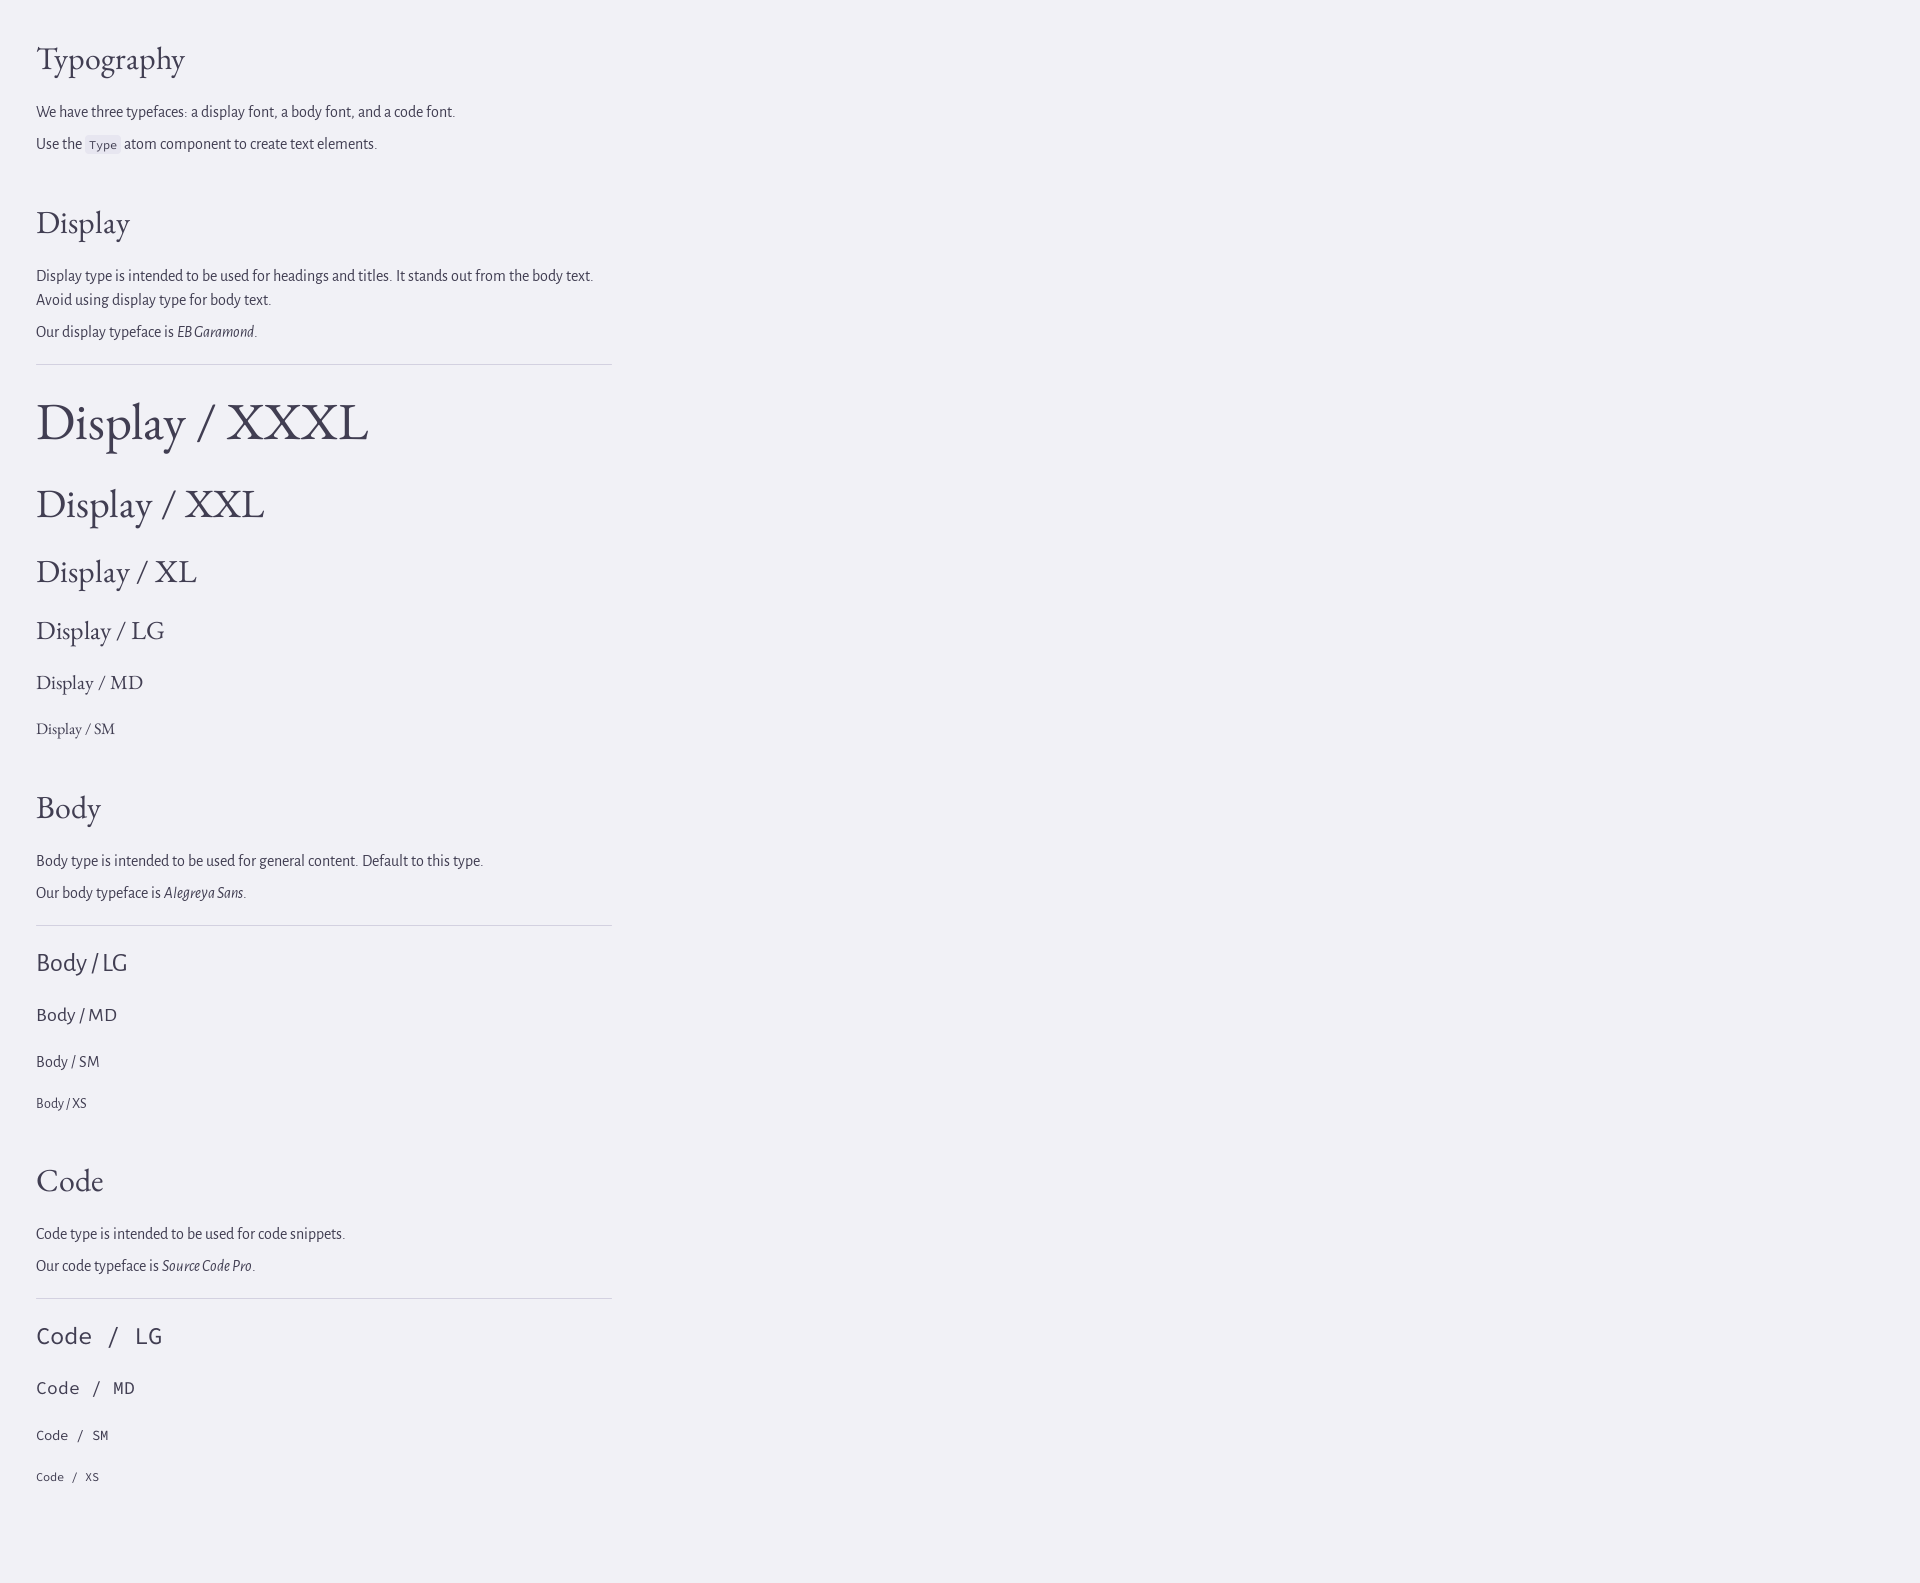 Typography
We have three typefaces: a display font, a body font, and a code font.
Use the Type atom component to create text elements.
Display
Display type is intended to be used for headings and titles. It stands out from the body text.
Avoid using display type for body text.
Our display typeface is EB Garamond.
Display / XXXL
Display / XXL
Display / XL
Display / LG
Display / MD
Display / SM
Body
Body type is intended to be used for general content. Default to this type.
Our body typeface is Alegreya Sans.
Body / LG
Body / MD
Body / SM
Body / XS
Code
Code type is intended to be used for code snippets.
Our code typeface is Source Code Pro.
Code / LG
Code / MD
Code / SM
Code / XS